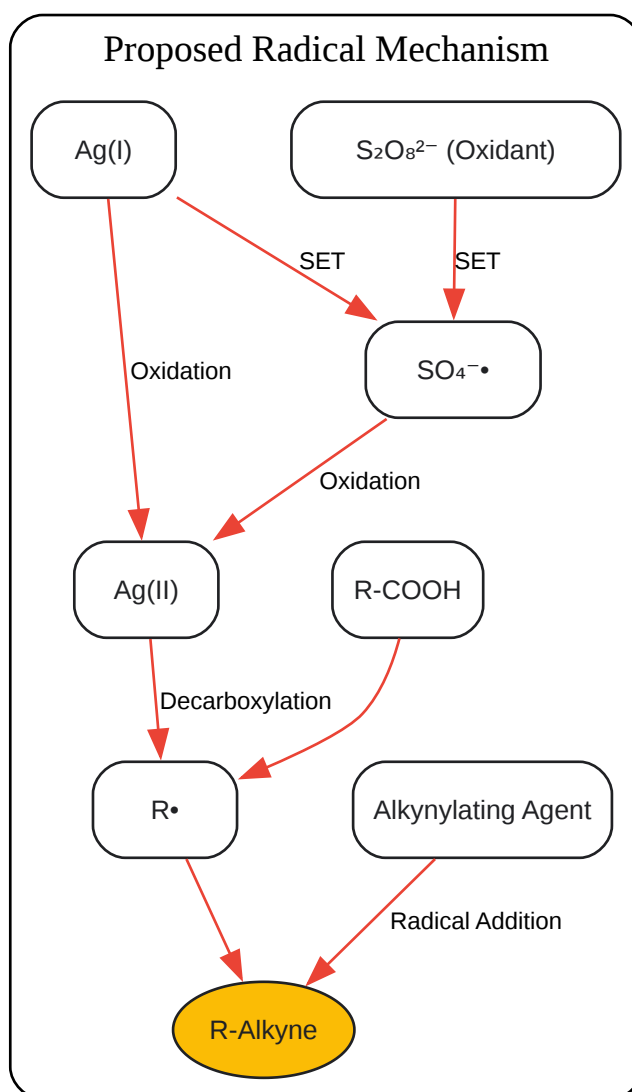 Proposed Radical Mechanism
Ag(I)
S₂O₈²⁻ (Oxidant)
SET
SET
SO₄⁻•
Oxidation
Oxidation
Ag(II)
R-COOH
Decarboxylation
R•
Alkynylating Agent
Radical Addition
R-Alkyne